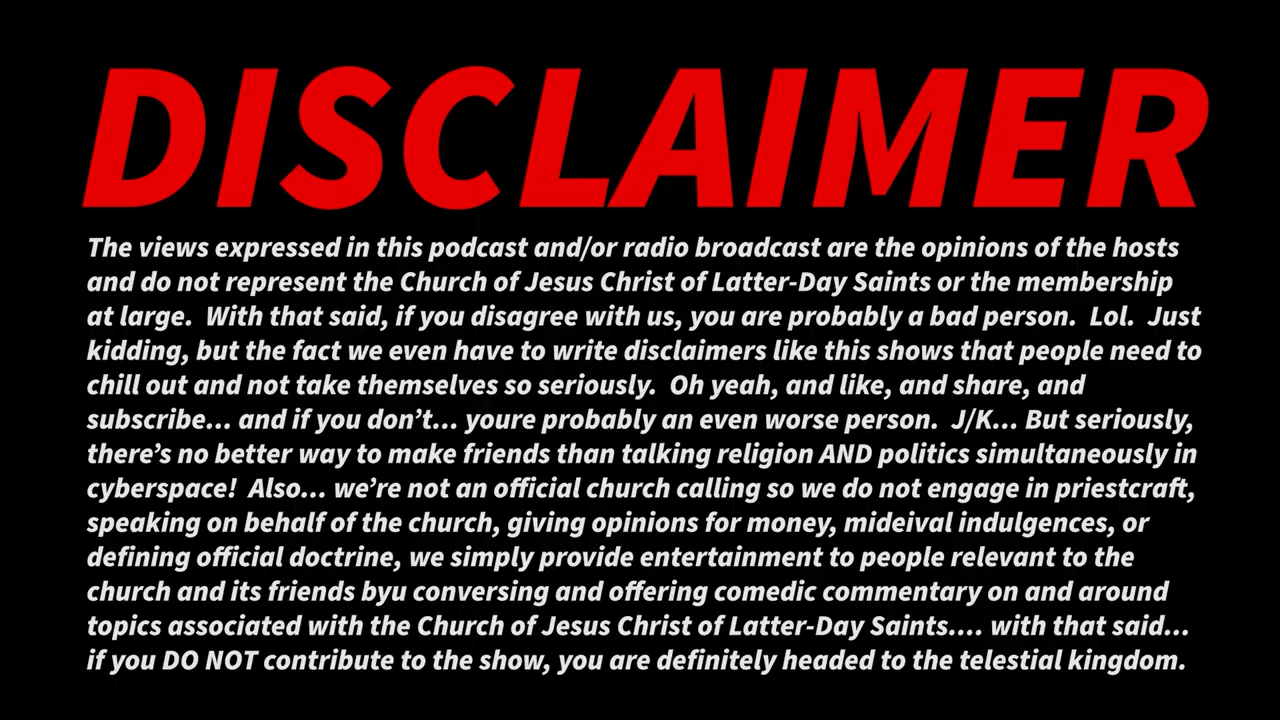 DISCLAIMER
The views expressed in this podcast and/or radio broadcast are the opinions of the hosts
and do not represent the Church of Jesus Christ of Latter-Day Saints or the membership
at large.  With that said, if you disagree with us, you are probably a bad person.  Lol.  Just
kidding, but the fact we even have to write disclaimers like this shows that people need to
chill out and not take themselves so seriously.  Oh yeah, and like, and share, and
subscribe... and if you don’t... youre probably an even worse person.  J/K... But seriously,
there’s no better way to make friends than talking religion AND politics simultaneously in
cyberspace!  Also... we’re not an official church calling so we do not engage in priestcraft,
speaking on behalf of the church, giving opinions for money, mideival indulgences, or
defining official doctrine, we simply provide entertainment to people relevant to the
church and its friends byu conversing and offering comedic commentary on and around
topics associated with the Church of Jesus Christ of Latter-Day Saints.... with that said...
if you DO NOT contribute to the show, you are definitely headed to the telestial kingdom.